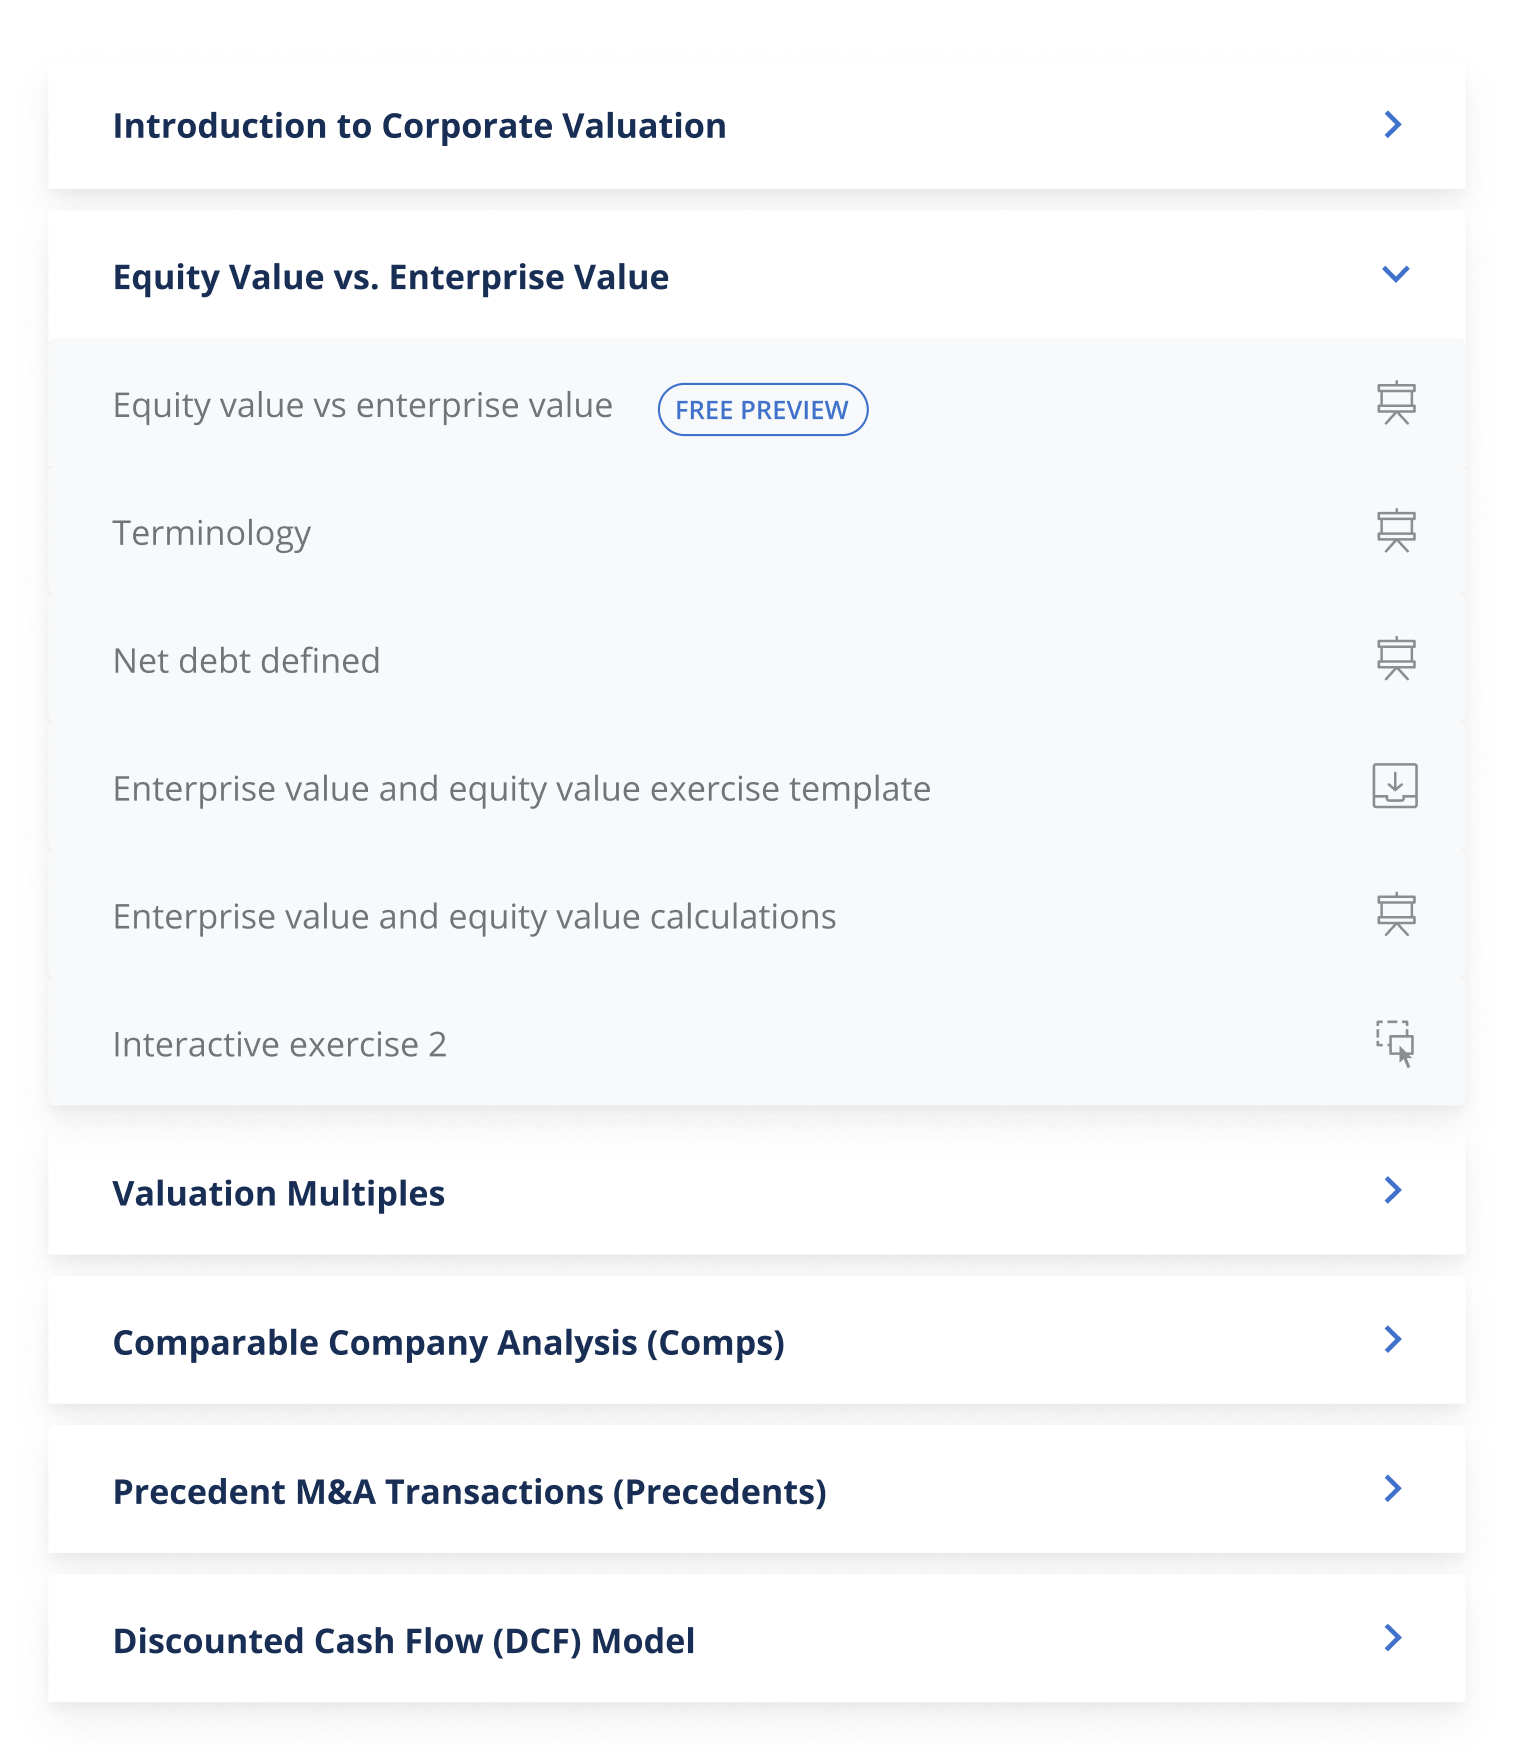 Introduction to Corporate Valuation
Equity Value vs. Enterprise Value
Equity value vs enterprise value FREE PREVIEW
Terminology
Net debt defined
Enterprise value and equity value exercise template
Enterprise value and equity value calculations
Interactive exercise 2
Valuation Multiples
Comparable Company Analysis (Comps)
Precedent M&A Transactions (Precedents)
Discounted Cash Flow (DCF) Model